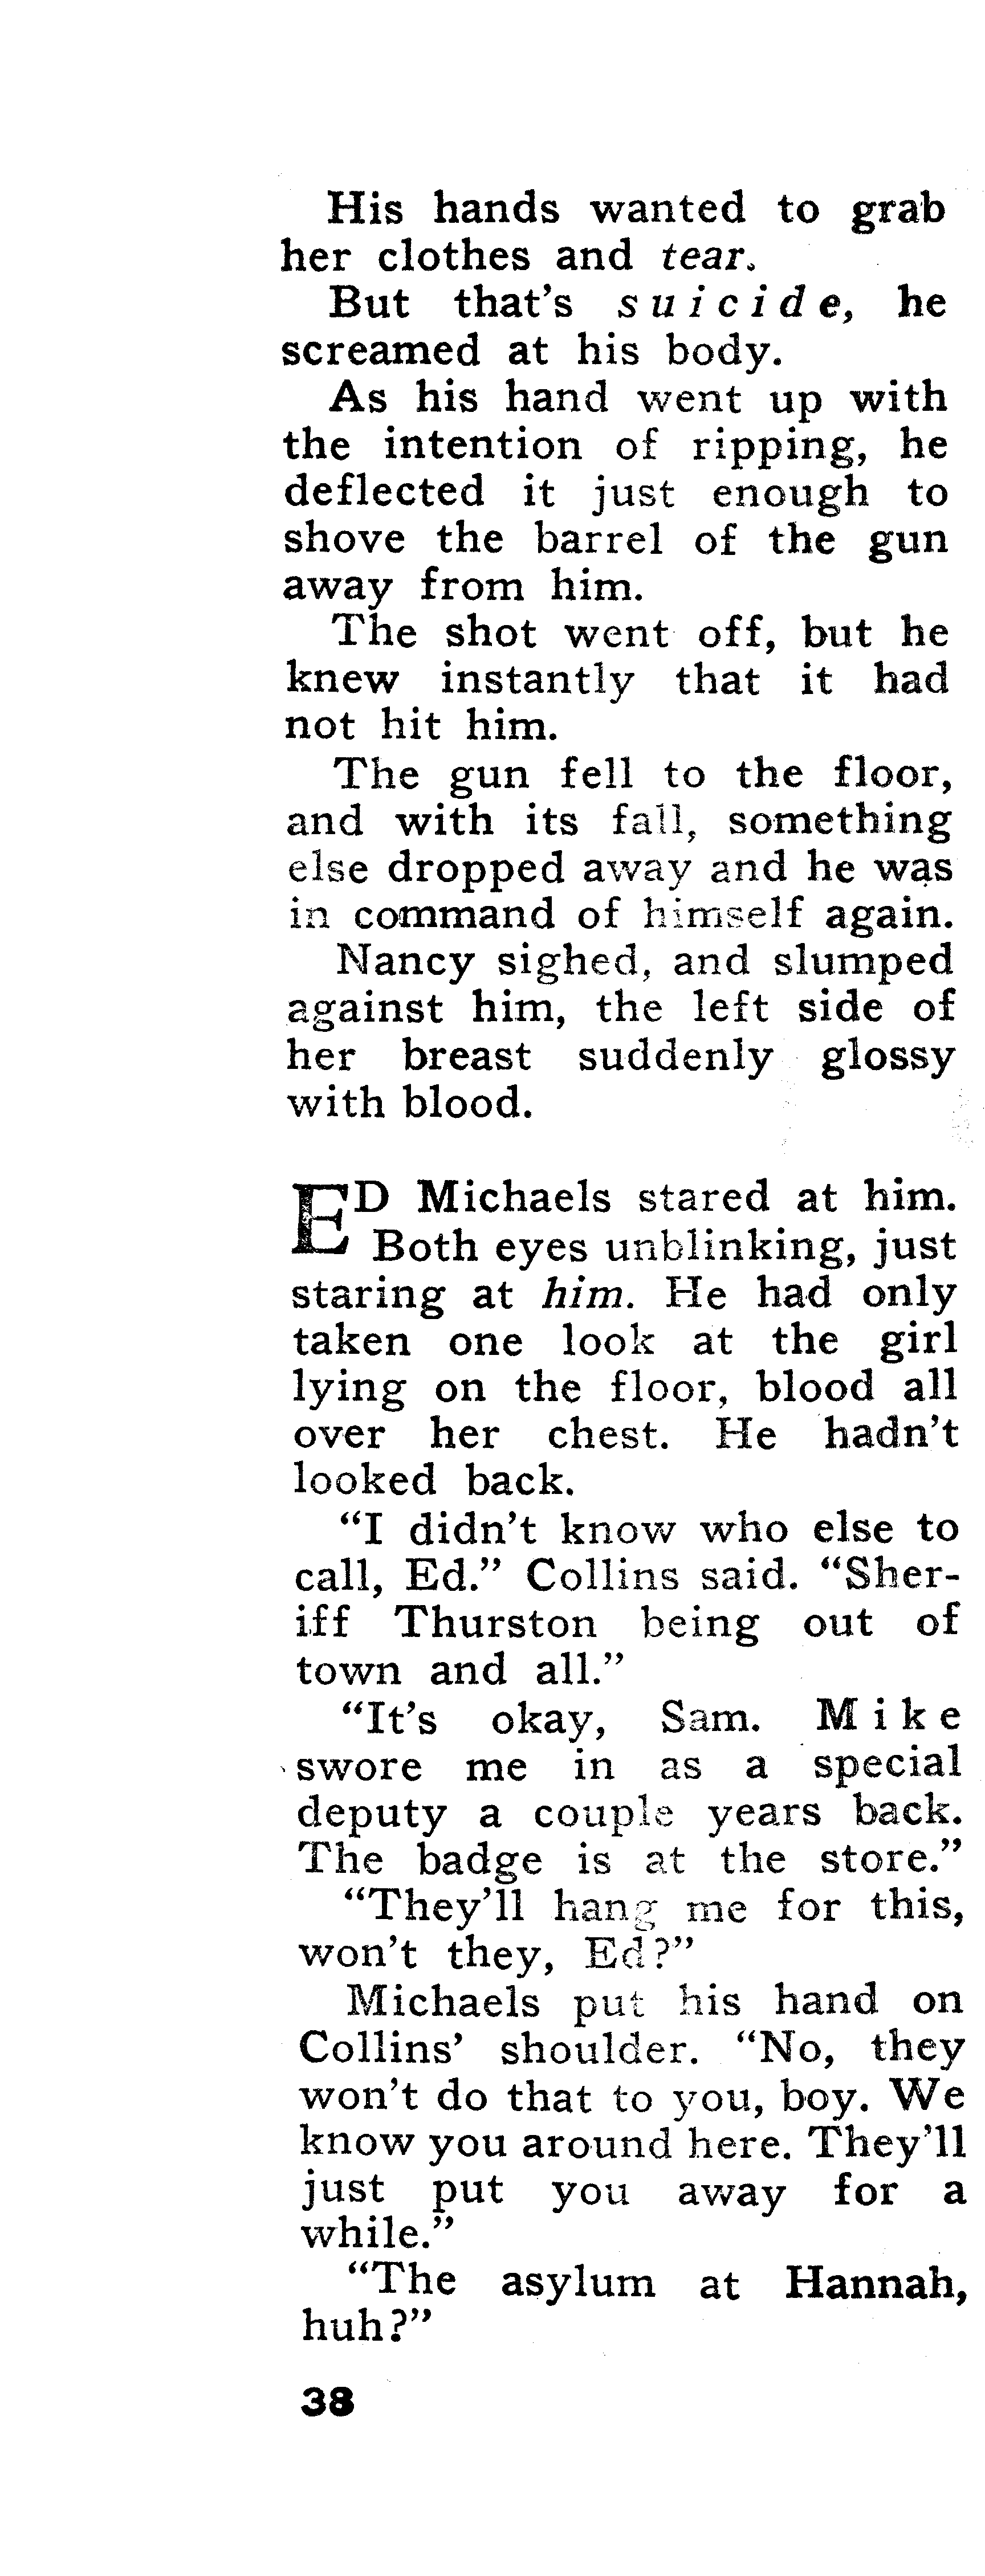 His hands wanted to grab
her clothes and tear.
But that's suicide, he
screamed at his body.
As his hand went up with
the intention of ripping, he
deflected it just enough to
shove the barrel of the gun
away from him.
The shot went off, but he
knew instantly that it had
not hit him.
The gun fell to the floor,
and with its fall, something
else dropped away and he was
in command of himself again.
Nancy sighed, and slumped
against him, the left side of
her breast suddenly glossy
with blood.
ED Michaels stared at him.
Both eyes unblinking, just
staring at him. He had only
taken one look at the girl
lying on the floor, blood all
over her chest. He hadn't
looked back.
“I didn't know who else to
call, Ed.” Collins said. “Sher-
iff Thurston being out of
town and all.”
“It's okay, Sam. Mike
swore me in as a special
deputy a couple years back.
The badge is at the store.”
“They'll hang me for this,
won't they, Ed?”
Michaels put his hand on
Collins' shoulder. “No, they
won't do that to you, boy. We
know you around here. They'll
just put you away for a
while.”
“The asylum at Hannah,
huh?”
38